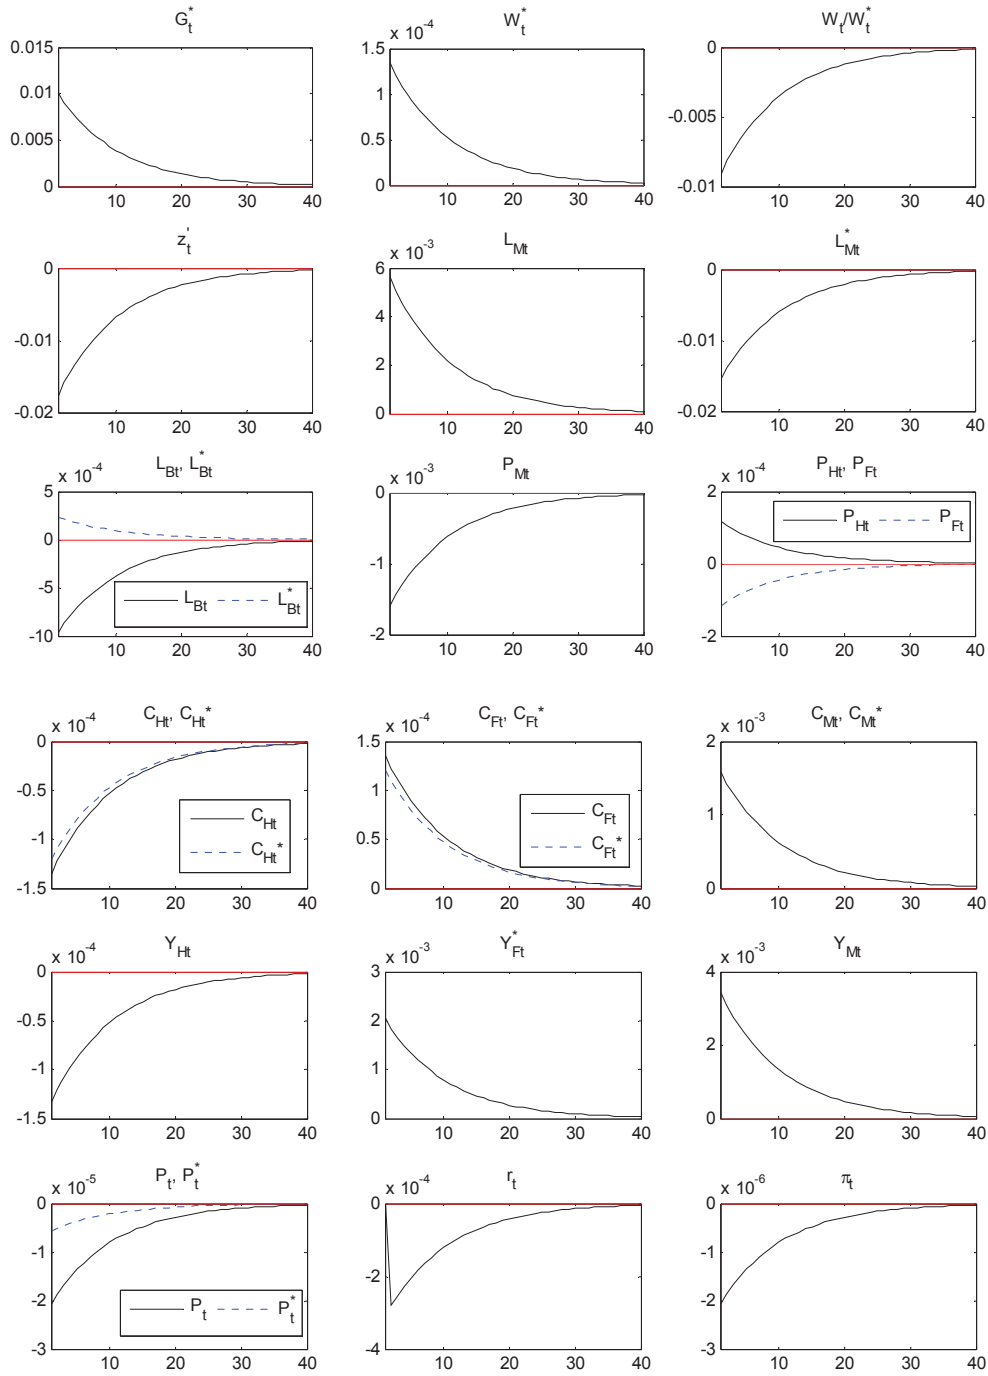 G*t W*t Wt/W*t
x 10-4
0.015 1.5 0
0.01 1 -0.005
0.005 0.5
0 0 -0.01
10 20 30 40 10 20 30 40 10 20 30 40
z't LMt L*Mt
x 10-3
0 6 0
-0.01 4 -0.01
2
-0.02 0 -0.02
10 20 30 40 10 20 30 40 10 20 30 40
LBt, L*Bt PMt PHt, PFt
x 10-4 x 10-3 x 10-4
5 0 2
PHt PFt
0 -1 0
-5
LBt L*Bt
-10 -2 -2
10 20 30 40 10 20 30 40 10 20 30 40
CHt, CHt* CFt, CFt* CMt, CMt*
x 10-4 x 10-4 x 10-3
0 1.5 2
-0.5 1 1
CHt CFt
-1 0.5
CHt* CFt*
-1.5 0 0
10 20 30 40 10 20 30 40 10 20 30 40
YHt Y*Ft YMt
x 10-4 x 10-3 x 10-3
0 3 4
-0.5 2 2
-1 1
-1.5 0 0
10 20 30 40 10 20 30 40 10 20 30 40
Pt, P*t rt πt
x 10-5 x 10-4 x 10-6
0 0 0
-1 -2 -1
-2 -2
Pt P*t
-3 -4 -3
10 20 30 40 10 20 30 40 10 20 30 40